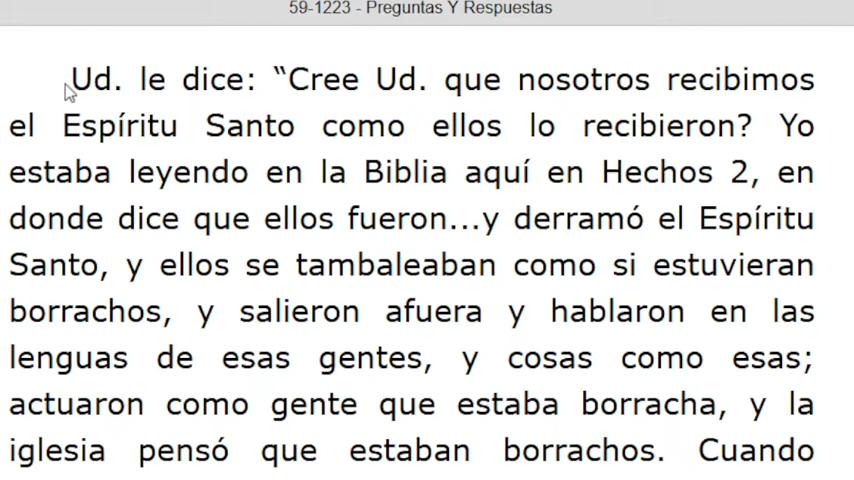 59-1223 - Preguntas Y Respuestas
Ud. le dice: “Cree Ud. que nosotros recibimos
el Espíritu Santo como ellos lo recibieron? Yo
estaba leyendo en la Biblia aquí en Hechos 2, en
donde dice que ellos fueron...y derramó el Espíritu
Santo, y ellos se tambaleaban como si estuvieran
borrachos, y salieron afuera y hablaron en las
lenguas de esas gentes, y cosas como esas;
actuaron como gente que estaba borracha, y la
iglesia pensó que estaban borrachos. Cuando